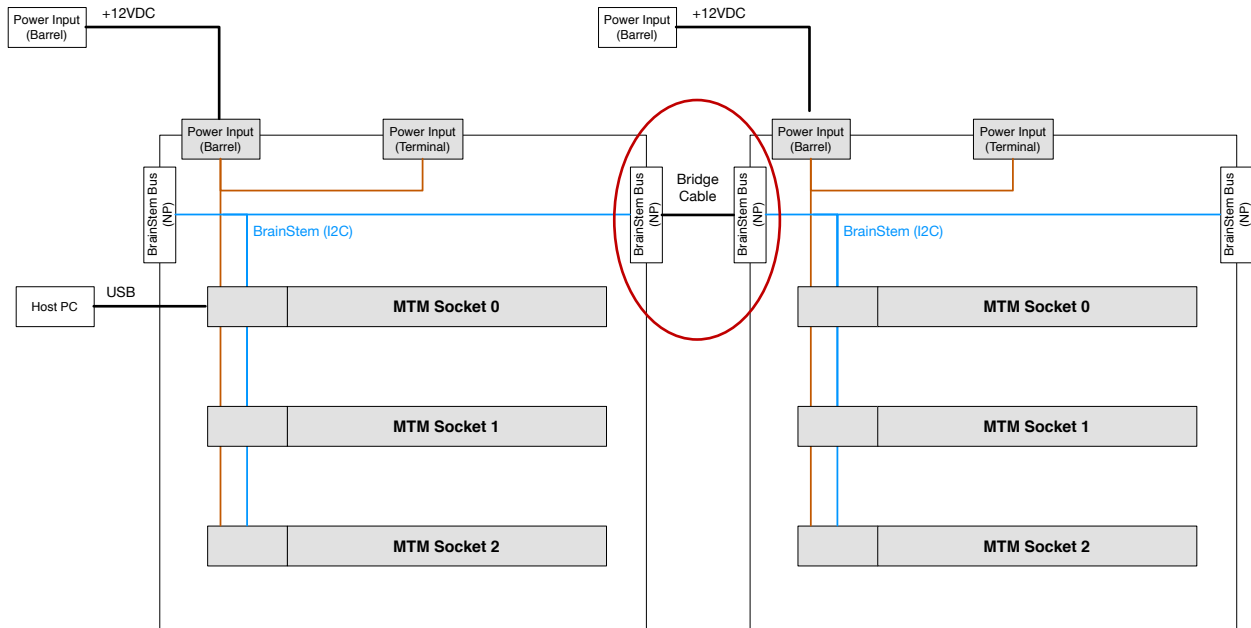 Power Input
(Barrel)
+12VDC
Power Input
(Barrel)
+12VDC
Power Input
(Barrel)
Power Input
(Terminal)
Power Input
(Barrel)
Power Input
(Terminal)
BrainStem Bus
(NP)
BrainStem Bus
(NP)
Bridge
Cable
BrainStem Bus
(NP)
BrainStem Bus
(NP)
BrainStem (I2C)
BrainStem (I2C)
Host PC
USB
MTM Socket 0
MTM Socket 0
MTM Socket 1
MTM Socket 1
MTM Socket 2
MTM Socket 2